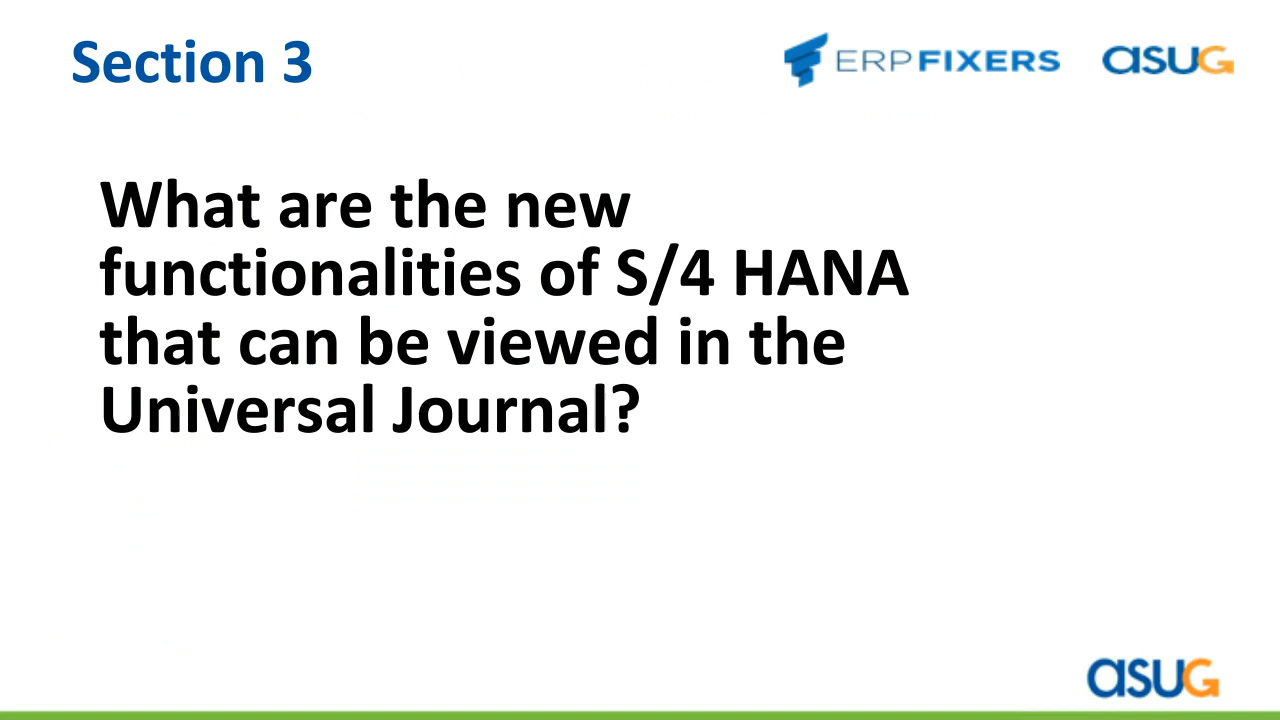 Section 3
ERPFIXERS
asug
What are the new
functionalities of S/4 HANA
that can be viewed in the
Universal Journal?
asug